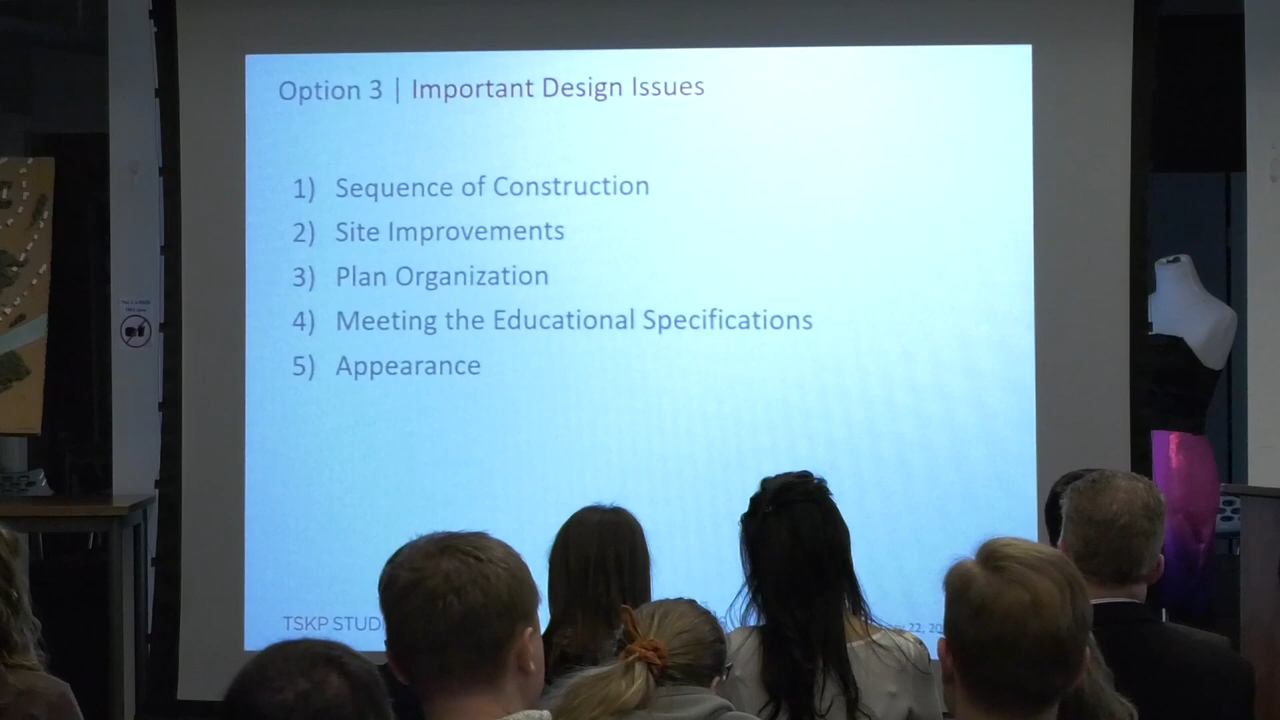 Option 3 | Important Design Issues
1) Sequence of Construction
2) Site Improvements
3) Plan Organization
4) Meeting the Educational Specifications
5) Appearance
TSKP
22,